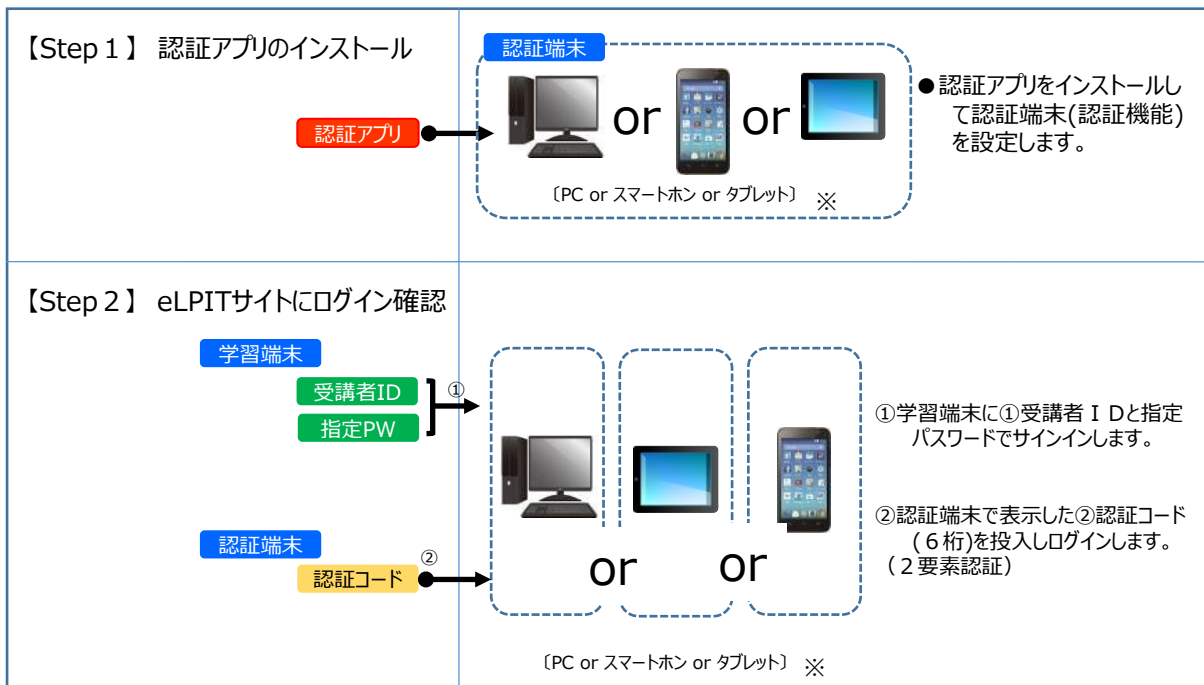 【Step 1】 認証アプリのインストール
認証端末
認証アプリ
or
or
〔PC or スマートホン or タブレット〕 ※
●認証アプリをインストールし
て認証端末(認証機能)
を設定します。
【Step 2】 eLPITサイトにログイン確認
学習端末
受講者ID
指定PW
①
認証端末
認証コード
②
or
or
〔PC or スマートホン or タブレット〕 ※
①学習端末に①受講者ＩＤと指定
パスワードでサインインします。
②認証端末で表示した②認証コード
(６桁)を投入しログインします。
（２要素認証）